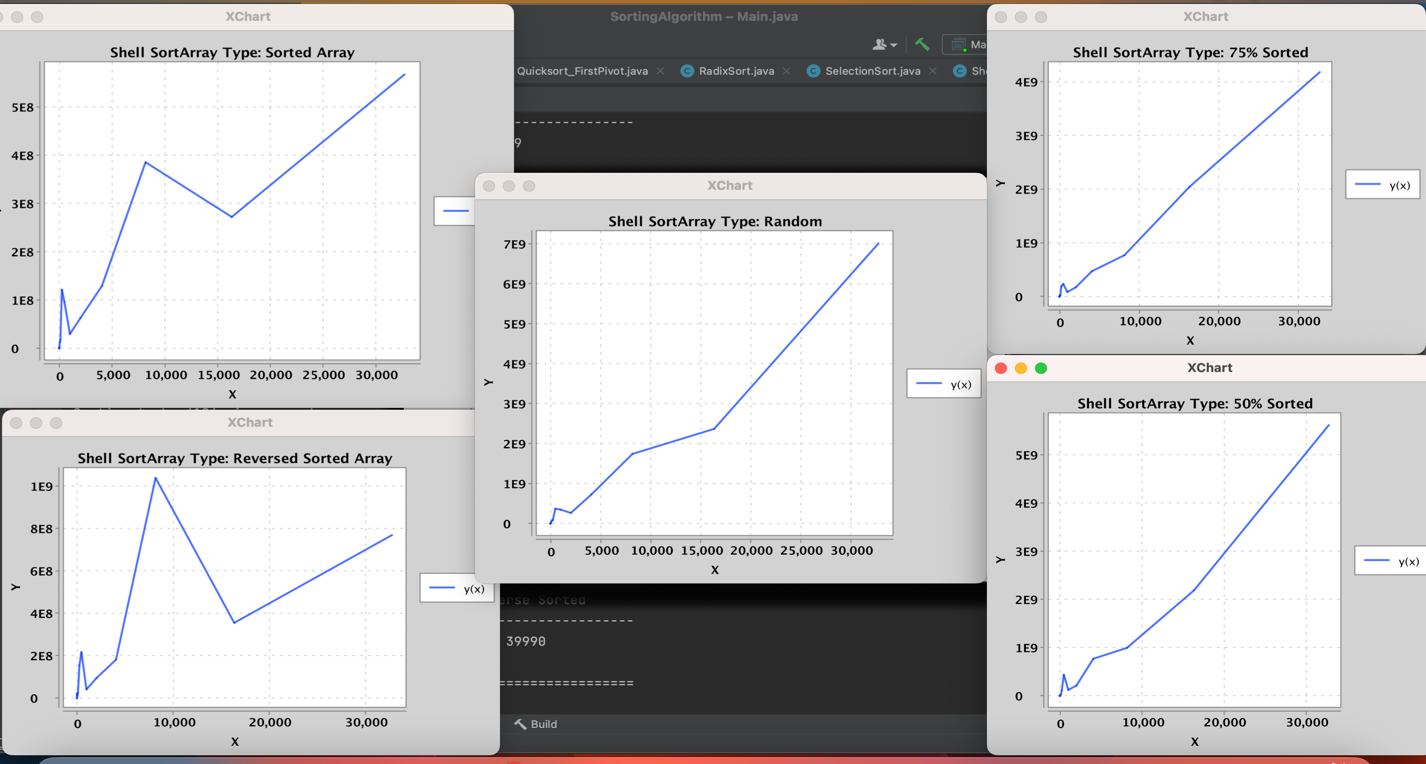 SortingAlgorithm – Main.java
Ma
Quicksort_FirstPivot.java
RadixSort.java
SelectionSort.java
9
XChart
Shell SortArray Type: Sorted Array
5E8
4E8
3E8
2E8
1E8
0
0 5,000 10,000 15,000 20,000 25,000 30,000
X
XChart
Shell SortArray Type: Reversed Sorted Array
1E9
8E8
6E8
4E8
2E8
0
Y
0 10,000 20,000 30,000
X
y(x)
XChart
Shell SortArray Type: Random
7E9
6E9
5E9
4E9
3E9
2E9
1E9
0
Y
0 5,000 10,000 15,000 20,000 25,000 30,000
X
y(x)
XChart
Shell SortArray Type: 75% Sorted
4E9
3E9
2E9
1E9
0
Y
0 10,000 20,000 30,000
X
y(x)
XChart
Shell SortArray Type: 50% Sorted
5E9
4E9
3E9
2E9
1E9
0
Y
0 10,000 20,000 30,000
X
y(x)
erse Sorted
39990
Build